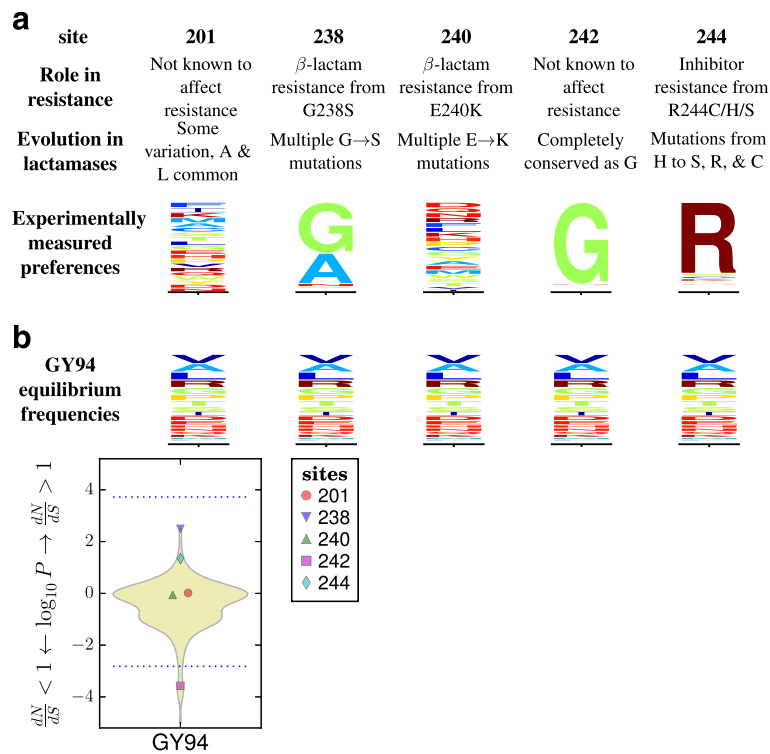 a
site 201 238 240 242 244
Role in resistance
Not known to affect resistance
β-lactam resistance from G238S
β-lactam resistance from E240K
Not known to affect resistance
Inhibitor resistance from R244C/H/S
Evolution in lactamases
Some variation, A & L common
Multiple G→S mutations
Multiple E→K mutations
Completely conserved as G
Mutations from H to S, R, & C
Experimentally measured preferences
G
A
G
R
b
GY94 equilibrium frequencies
dN/dS < 1 ← log₁₀ P → dN/dS > 1
4
2
0
−2
−4
GY94
sites
201
238
240
242
244